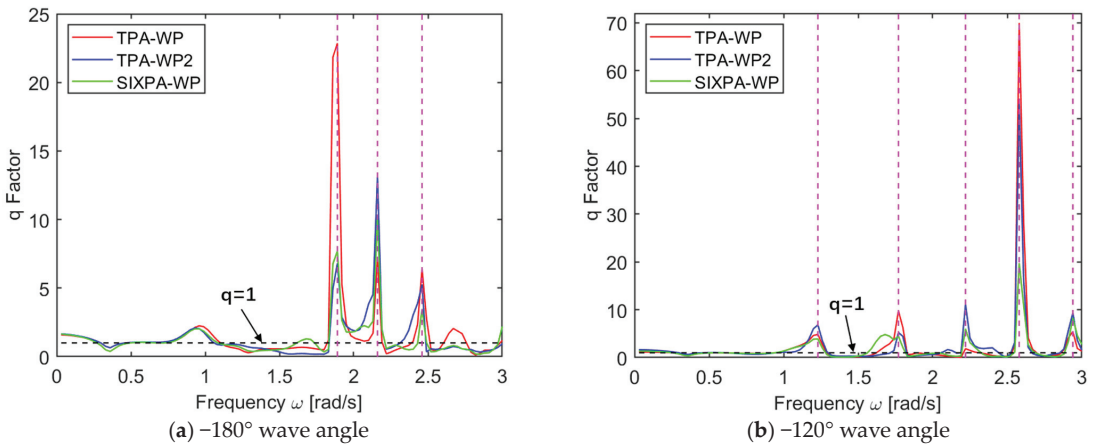 25
20
15
10
5
0
q Factor
TPA-WP
TPA-WP2
SIXPA-WP
q=1
0 0.5 1 1.5 2 2.5 3
Frequency ω [rad/s]
(a) −180° wave angle
70
60
50
40
30
20
10
0
q Factor
TPA-WP
TPA-WP2
SIXPA-WP
q=1
0 0.5 1 1.5 2 2.5 3
Frequency ω [rad/s]
(b) −120° wave angle